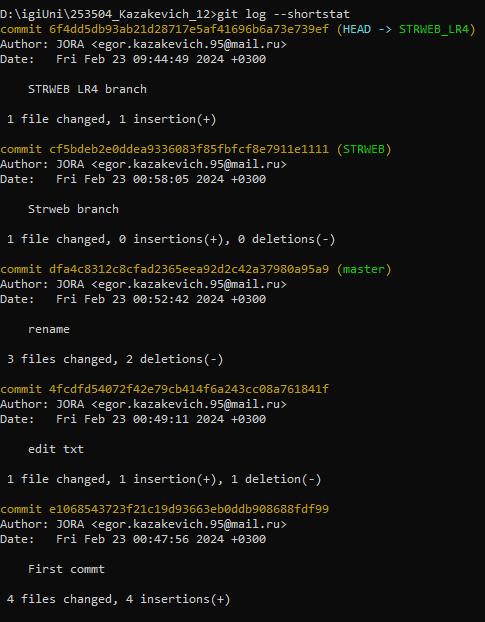 D:\igiUni\253504_Kazakevich_12>git log --shortstat
commit 6f4dd5db93ab21d28717e5af41696b6a73e739ef (HEAD -> STRWEB_LR4)
Author: JORA <egor.kazakevich.95@mail.ru>
Date:   Fri Feb 23 09:44:49 2024 +0300
STRWEB LR4 branch
1 file changed, 1 insertion(+)
commit cf5bdeb2e0ddea9336083f85fbfcf8e7911e1111 (STRWEB)
Author: JORA <egor.kazakevich.95@mail.ru>
Date:   Fri Feb 23 00:58:05 2024 +0300
Strweb branch
1 file changed, 0 insertions(+), 0 deletions(-)
commit dfa4c8312c8cfad2365eea92d2c42a37980a95a9 (master)
Author: JORA <egor.kazakevich.95@mail.ru>
Date:   Fri Feb 23 00:52:42 2024 +0300
rename
3 files changed, 2 deletions(-)
commit 4fcdfd54072f42e79cb414f6a243cc08a761841f
Author: JORA <egor.kazakevich.95@mail.ru>
Date:   Fri Feb 23 00:49:11 2024 +0300
edit txt
1 file changed, 1 insertion(+), 1 deletion(-)
commit e1068543723f21c19d93663eb0ddb908688fdf99
Author: JORA <egor.kazakevich.95@mail.ru>
Date:   Fri Feb 23 00:47:56 2024 +0300
First commt
4 files changed, 4 insertions(+)